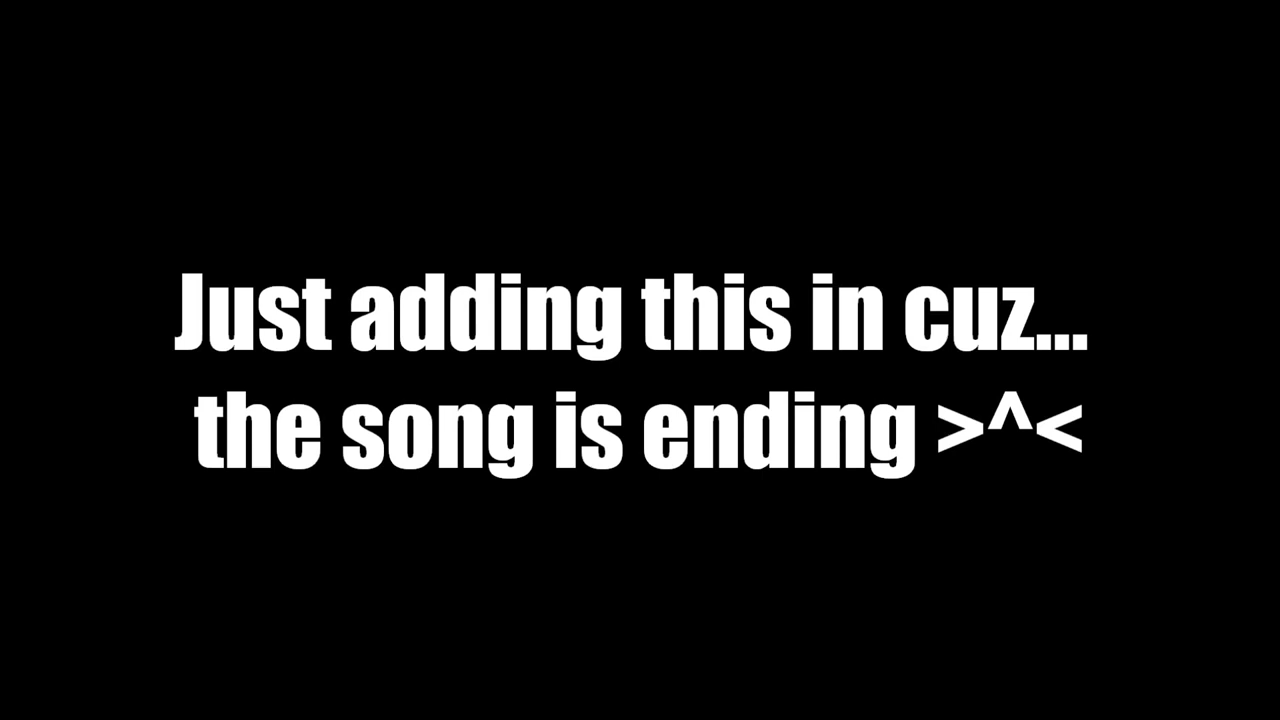 Just adding this in cuz...
the song is ending >^<